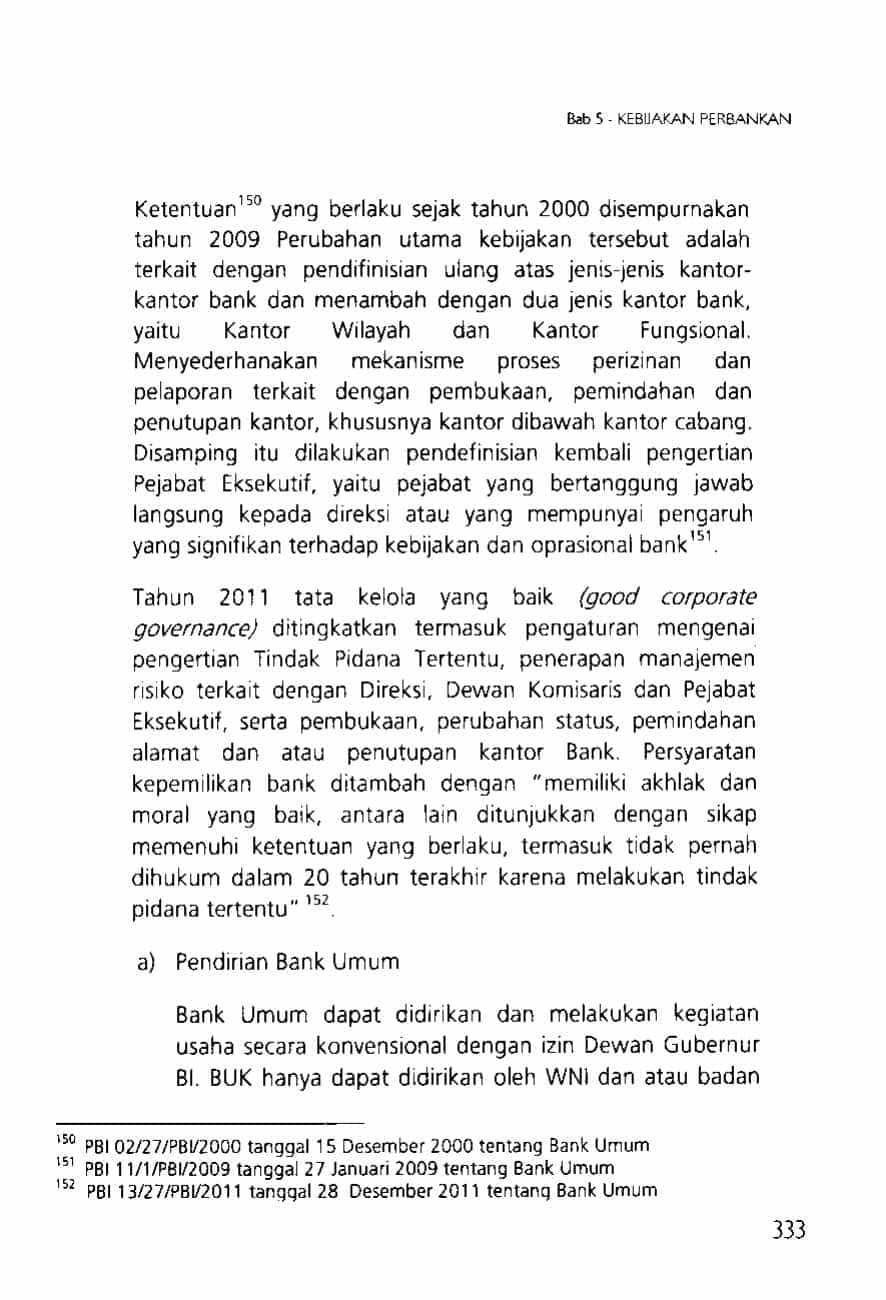 Bab 5 - KEBIJAKAN PERBANKAN
Ketentuan150 yang berlaku sejak tahun 2000 disempurnakan
tahun 2009 Perubahan utama kebijakan tersebut adalah
terkait dengan pendifinisian ulang atas jenis-jenis kantor-
kantor bank dan menambah dengan dua jenis kantor bank,
yaitu Kantor Wilayah dan Kantor Fungsional.
Menyederhanakan mekanisme proses perizinan dan
pelaporan terkait dengan pembukaan, pemindahan dan
penutupan kantor, khususnya kantor dibawah kantor cabang.
Disamping itu dilakukan pendefinisian kembali pengertian
Pejabat Eksekutif, yaitu pejabat yang bertanggung jawab
langsung kepada direksi atau yang mempunyai pengaruh
yang signifikan terhadap kebijakan dan oprasional bank151.
Tahun 2011 tata kelola yang baik (good corporate
governance) ditingkatkan termasuk pengaturan mengenai
pengertian Tindak Pidana Tertentu, penerapan manajemen
risiko terkait dengan Direksi, Dewan Komisaris dan Pejabat
Eksekutif, serta pembukaan, perubahan status, pemindahan
alamat dan atau penutupan kantor Bank. Persyaratan
kepemilikan bank ditambah dengan "memiliki akhlak dan
moral yang baik, antara lain ditunjukkan dengan sikap
memenuhi ketentuan yang berlaku, termasuk tidak pernah
dihukum dalam 20 tahun terakhir karena melakukan tindak
pidana tertentu" 152.
a) Pendirian Bank Umum
Bank Umum dapat didirikan dan melakukan kegiatan
usaha secara konvensional dengan izin Dewan Gubernur
BI. BUK hanya dapat didirikan oleh WNI dan atau badan
150 PBI 02/27/PBI/2000 tanggal 15 Desember 2000 tentang Bank Umum
151 PBI 11/1/PBI/2009 tanggal 27 Januari 2009 tentang Bank Umum
152 PBI 13/27/PBI/2011 tanggal 28 Desember 2011 tentang Bank Umum
333